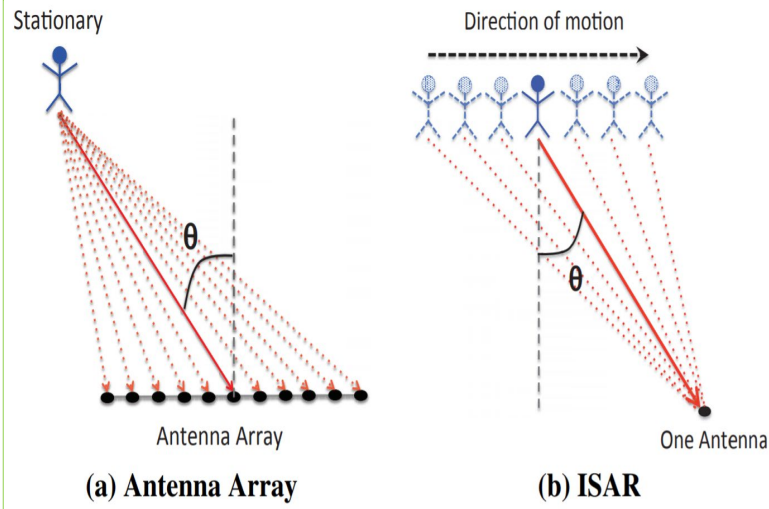 Stationary
θ
Antenna Array
(a) Antenna Array
Direction of motion
θ
One Antenna
(b) ISAR